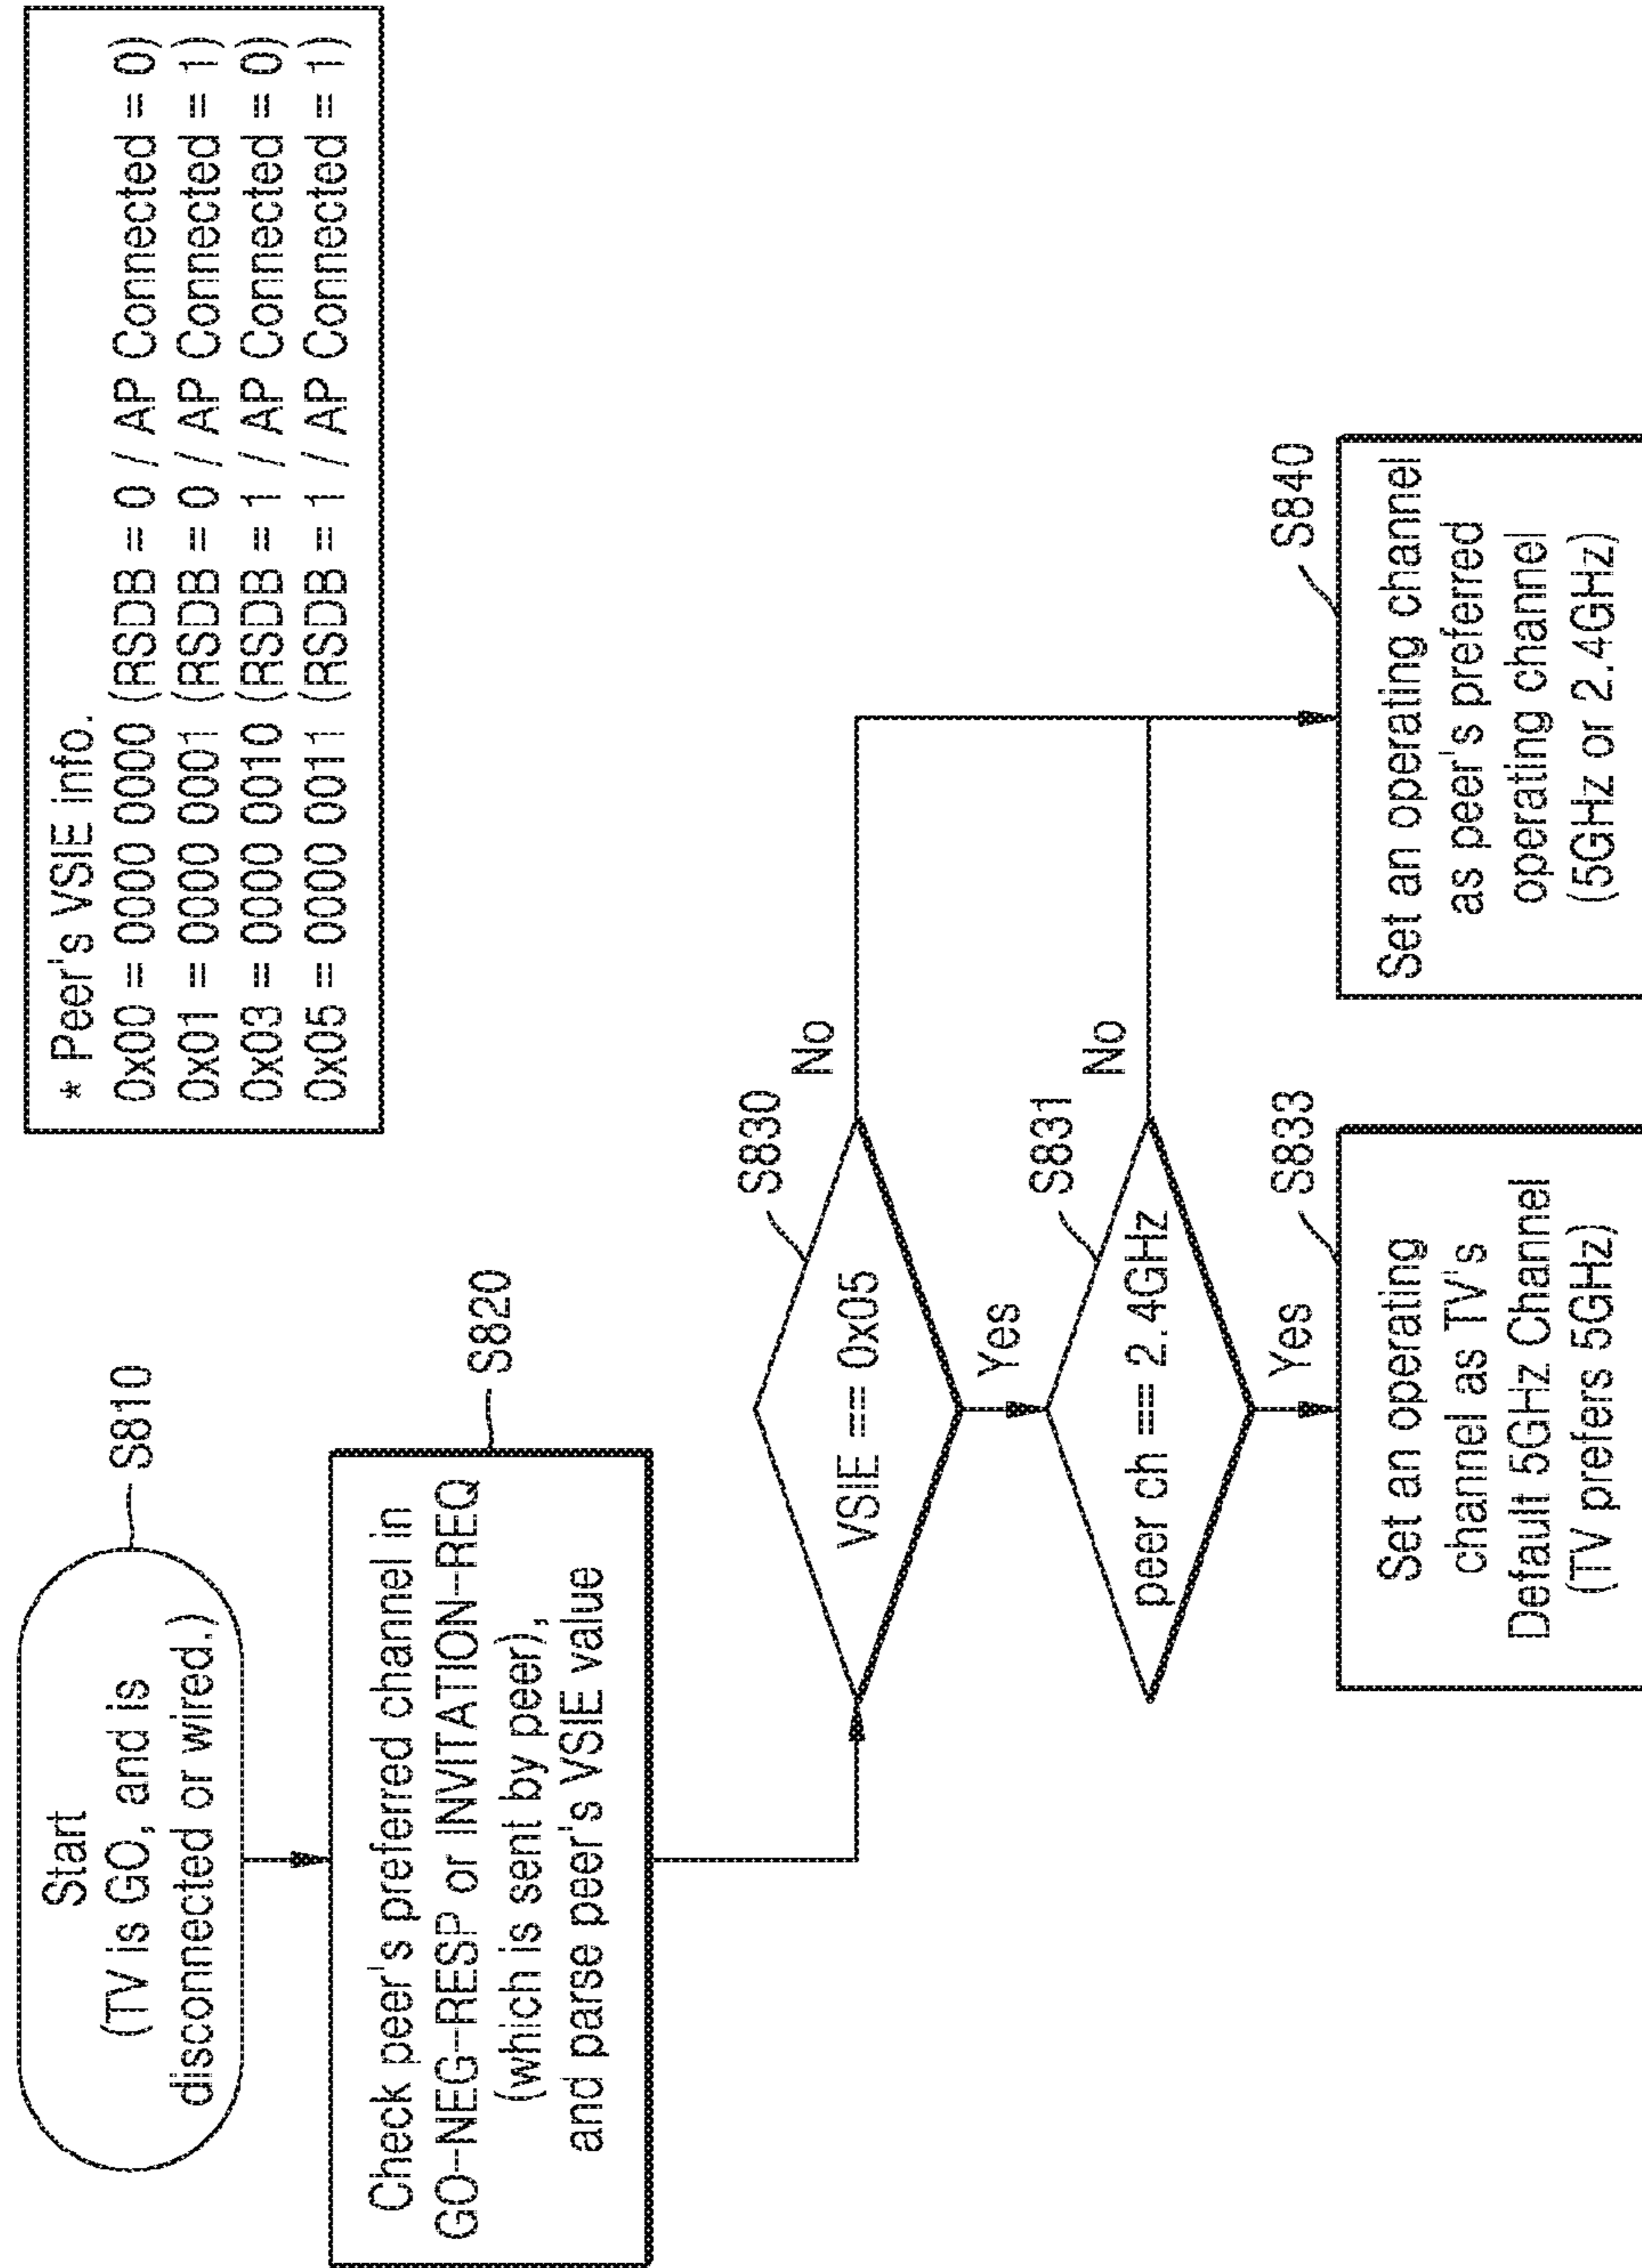 * Peer's VSIE info.
0x00 = 0000 0000 (RSDB = 0 / AP Connected = 0)
0x01 = 0000 0001 (RSDB = 0 / AP Connected = 1)
0x03 = 0000 0010 (RSDB = 1 / AP Connected = 0)
0x05 = 0000 0011 (RSDB = 1 / AP Connected = 1)
Start
(TV is GO, and is
disconnected or wired.)
S810
Check peer's preferred channel in
GO-NEG-RESP or INVITATION-REQ
(which is sent by peer),
and parse peer's VSIE value
S820
VSIE == 0x05
S830
No
Yes
peer ch == 2.4GHz
S831
No
Yes
Set an operating
channel as TV's
Default 5GHz Channel
(TV prefers 5GHz)
S833
Set an operating channel
as peer's preferred
operating channel
(5GHz or 2.4GHz)
S840